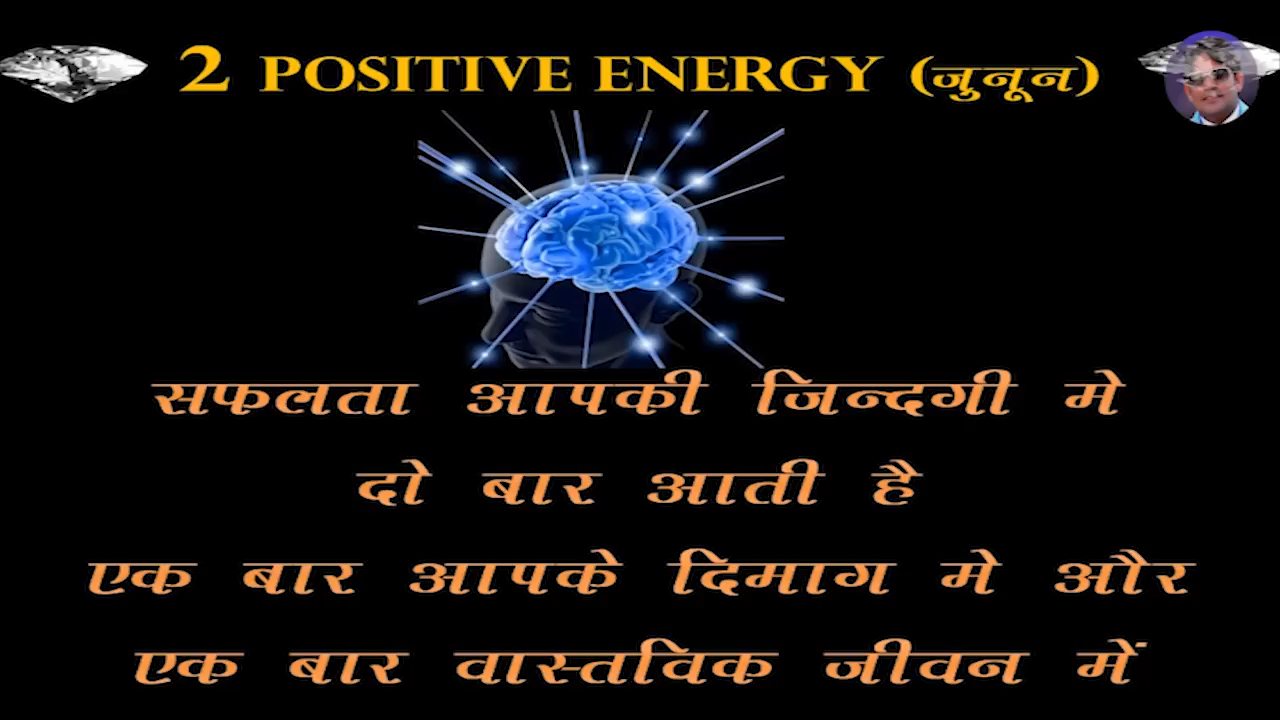 2 POSITIVE ENERGY (जुनून)
सफलता आपकी जिन्दगी मे
दो बार आती है
एक बार आपके दिमाग मे और
एक बार वास्तविक जीवन में